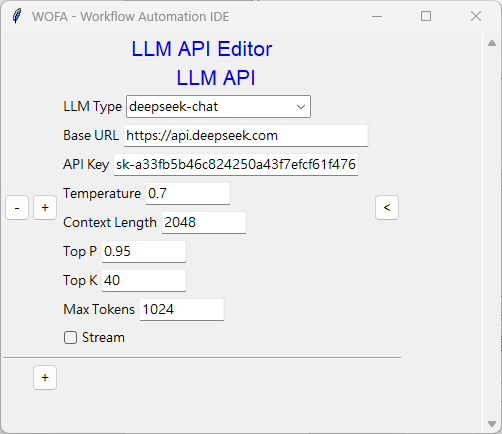 WOFA - Workflow Automation IDE
LLM API Editor
LLM API
LLM Type deepseek-chat
Base URL https://api.deepseek.com
API Key sk-a33fb5b46c824250a43f7efcf61f476
- + Temperature 0.7 <
Context Length 2048
Top P 0.95
Top K 40
Max Tokens 1024
Stream
+